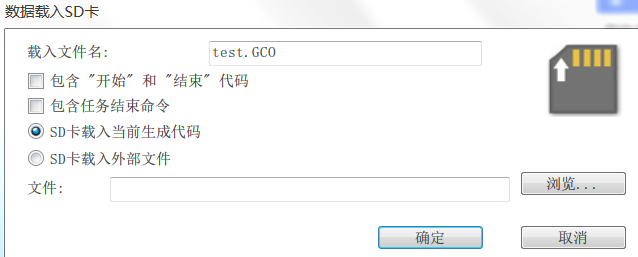 数据载入SD卡
载入文件名: test.GCO
包含 "开始" 和 "结束" 代码
包含任务结束命令
SD卡载入当前生成代码
SD卡载入外部文件
文件: 浏览...
确定 取消